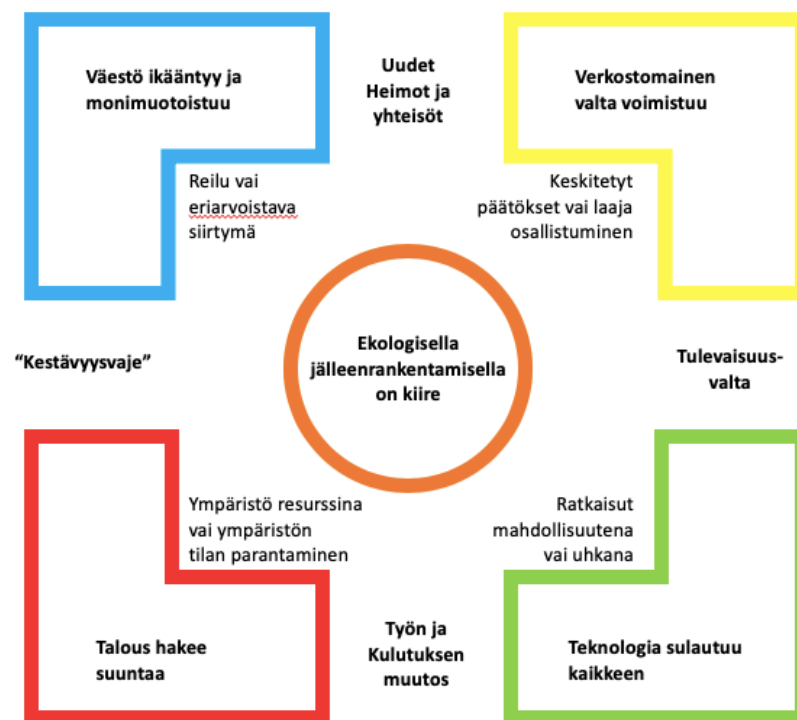 Väestö ikääntyy ja
monimuotoistuu
Uudet
Heimot ja
yhteisöt
Verkostomainen
valta voimistuu
Reilu vai
eriarvoistava
siirtymä
Keskitetyt
päätökset vai laaja
osallistuminen
“Kestävyysvaje”
Ekologisella
jälleenrankentamisella
on kiire
Tulevaisuus-
valta
Ympäristö resurssina
vai ympäristön
tilan parantaminen
Ratkaisut
mahdollisuutena
vai uhkana
Talous hakee
suuntaa
Työn ja
Kulutuksen
muutos
Teknologia sulautuu
kaikkeen